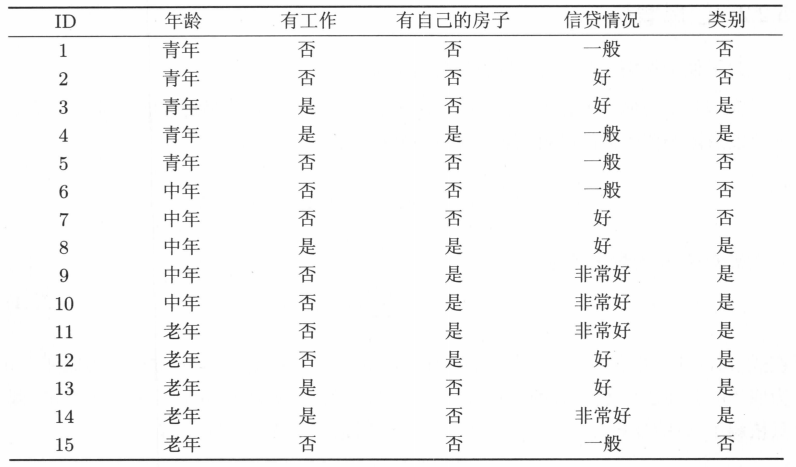 ID 年龄 有工作 有自己的房子 信贷情况 类别
1 青年 否 否 一般 否
2 青年 否 否 好 否
3 青年 是 否 好 是
4 青年 是 是 一般 是
5 青年 否 否 一般 否
6 中年 否 否 一般 否
7 中年 否 否 好 否
8 中年 是 是 好 是
9 中年 否 是 非常好 是
10 中年 否 是 非常好 是
11 老年 否 是 非常好 是
12 老年 否 是 好 是
13 老年 是 否 好 是
14 老年 是 否 非常好 是
15 老年 否 否 一般 否